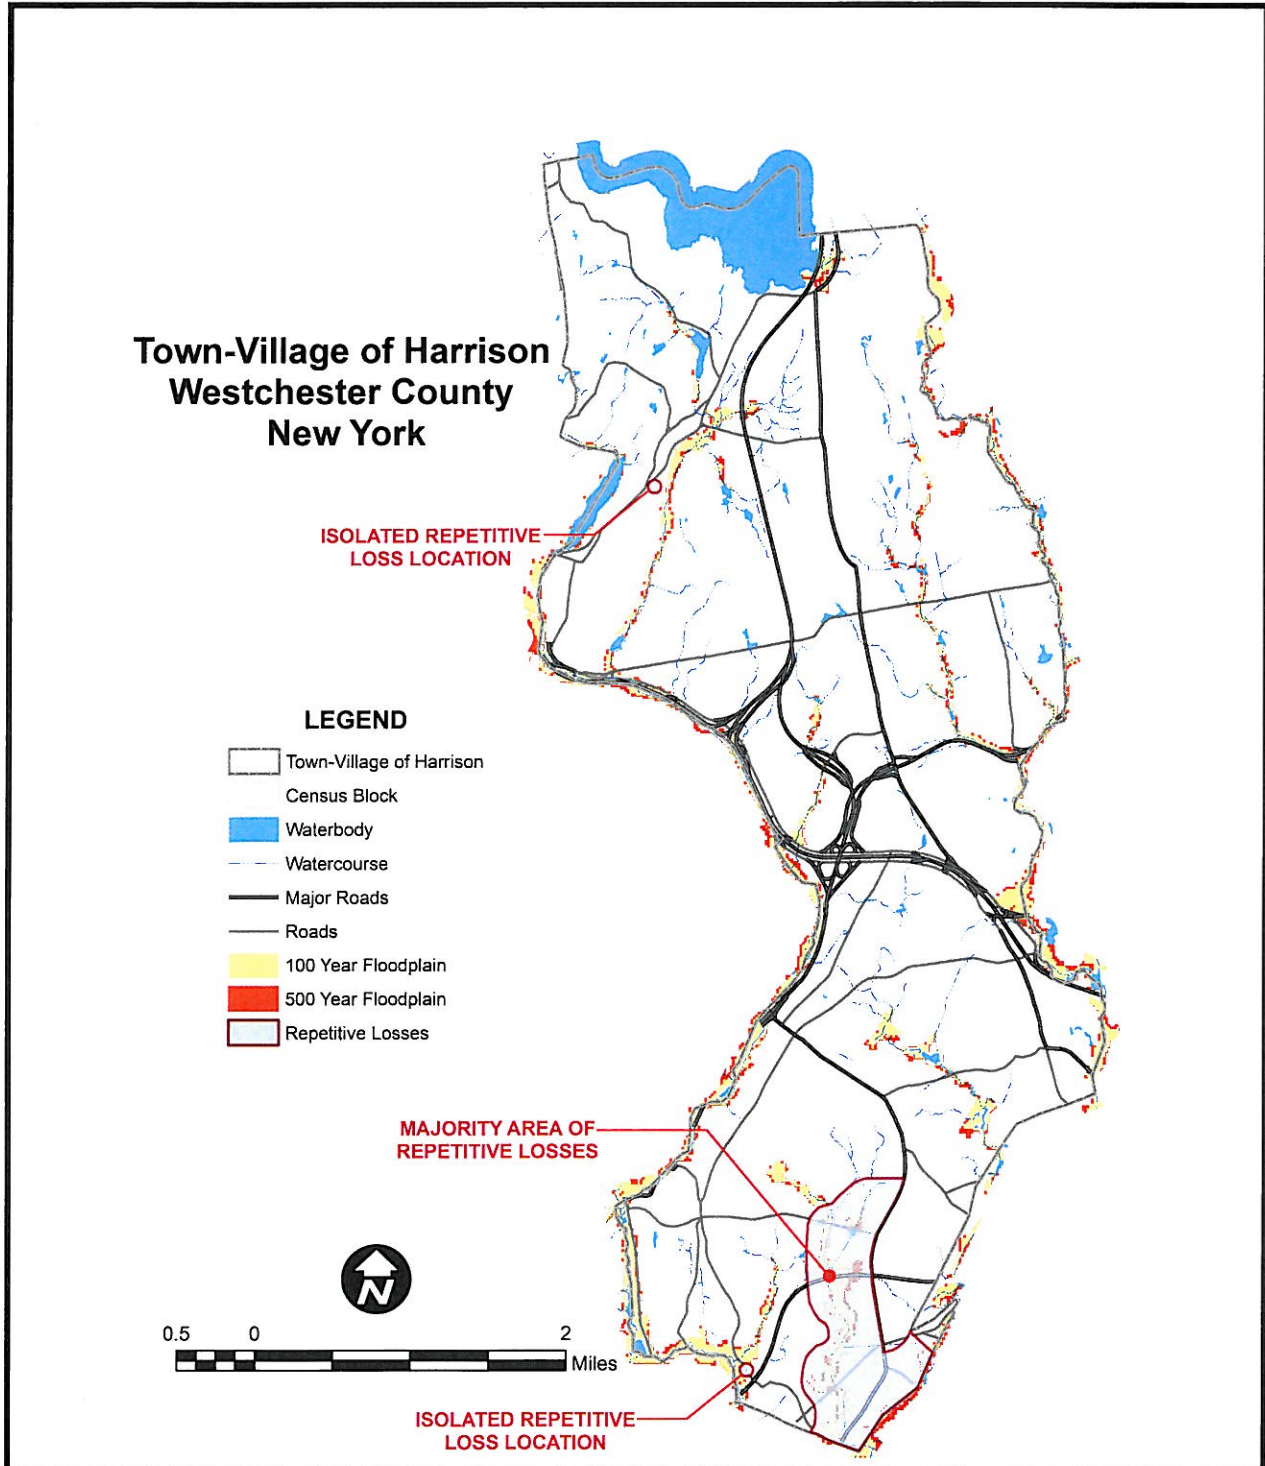 Town-Village of Harrison
Westchester County
New York
ISOLATED REPETITIVE
LOSS LOCATION
LEGEND
Town-Village of Harrison
Census Block
Waterbody
Watercourse
Major Roads
Roads
100 Year Floodplain
500 Year Floodplain
Repetitive Losses
MAJORITY AREA OF
REPETITIVE LOSSES
N
0.5 0 2
Miles
ISOLATED REPETITIVE
LOSS LOCATION